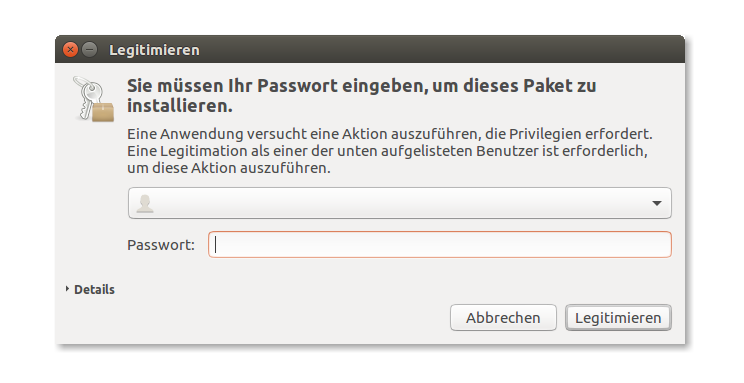 Legitimieren
Sie müssen Ihr Passwort eingeben, um dieses Paket zu
installieren.
Eine Anwendung versucht eine Aktion auszuführen, die Privilegien erfordert.
Eine Legitimation als einer der unten aufgelisteten Benutzer ist erforderlich,
um diese Aktion auszuführen.
Passwort:
Details
Abbrechen Legitimieren